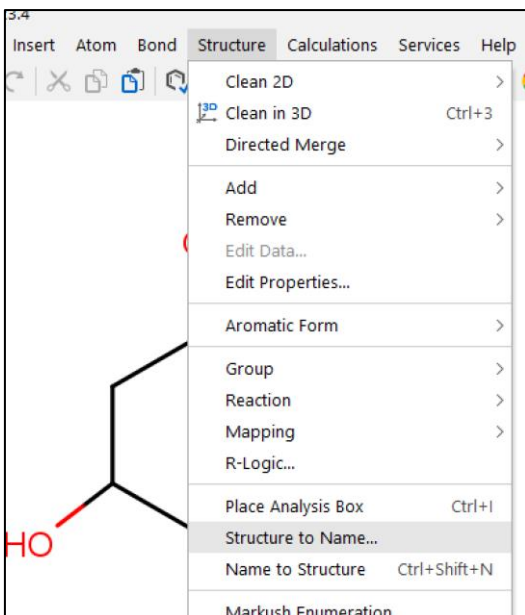 3.4
Insert Atom Bond Structure Calculations Services Help
Clean 2D
3D Clean in 3D Ctrl+3
Directed Merge
Add
Remove
Edit Data...
Edit Properties...
Aromatic Form
Group
Reaction
Mapping
R-Logic...
Place Analysis Box Ctrl+I
Structure to Name...
HO
Name to Structure Ctrl+Shift+N
Markush Enumeration